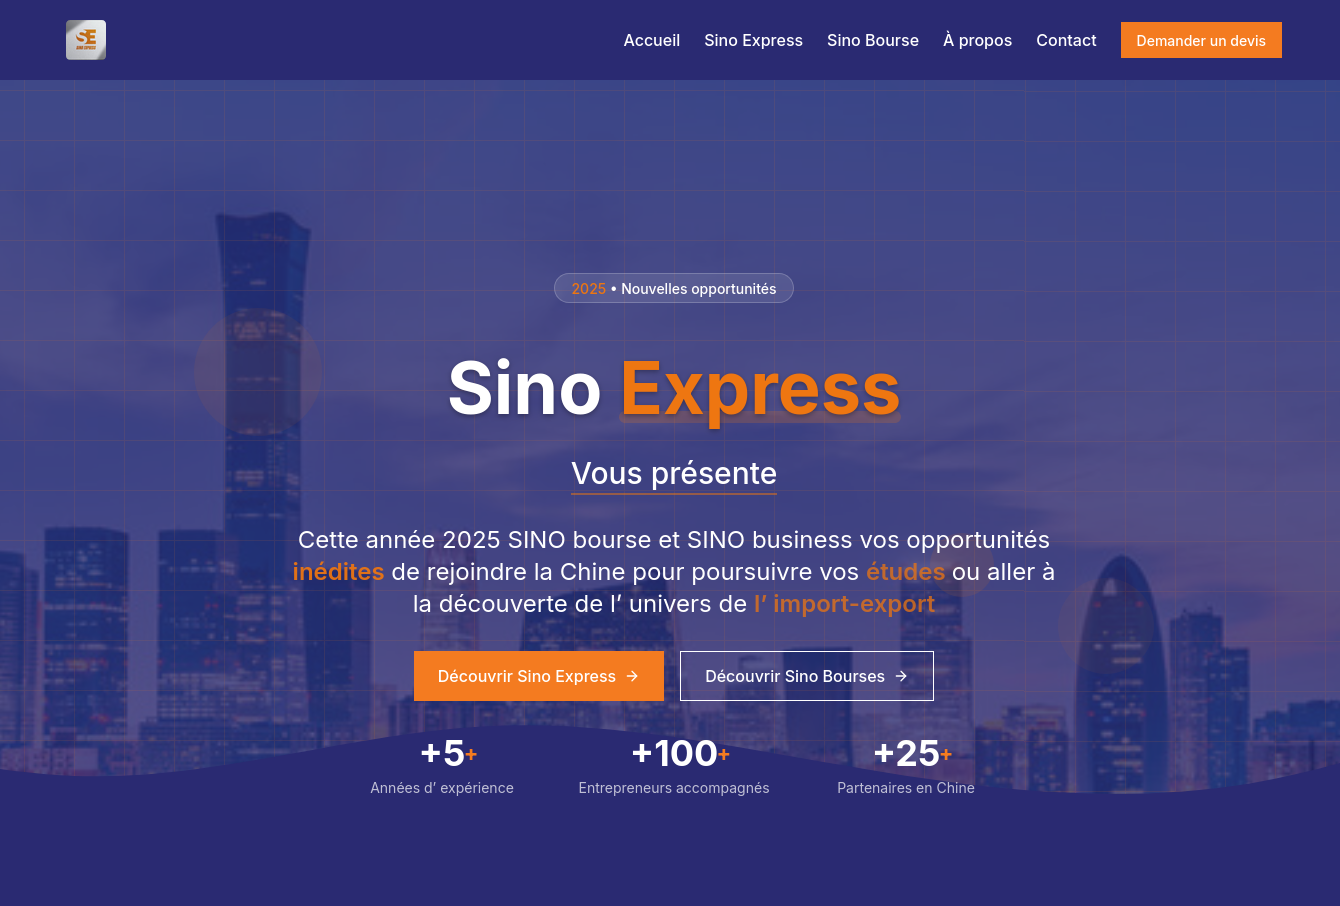 SE
SINO EXPRESS
Accueil Sino Express Sino Bourse À propos Contact Demander un devis
2025 • Nouvelles opportunités
Sino Express
Vous présente
Cette année 2025 SINO bourse et SINO business vos opportunités
inédites de rejoindre la Chine pour poursuivre vos études ou aller à
la découverte de l’ univers de l’ import-export
Découvrir Sino Express → Découvrir Sino Bourses →
+5+ +100+ +25+
Années d’ expérience Entrepreneurs accompagnés Partenaires en Chine